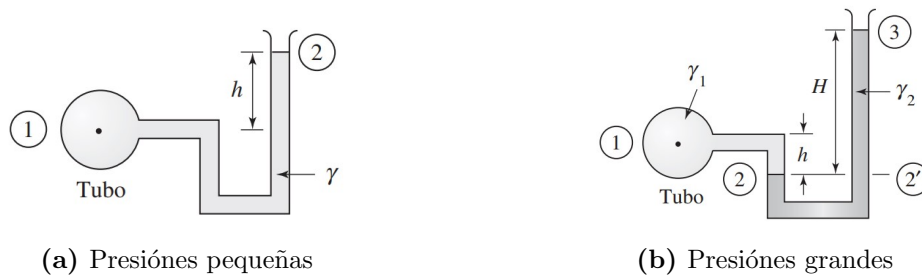 2
h
1
γ
Tubo
(a) Presiónes pequeñas
3
γ₁
H
γ₂
1
h
2
2′
Tubo
(b) Presiónes grandes